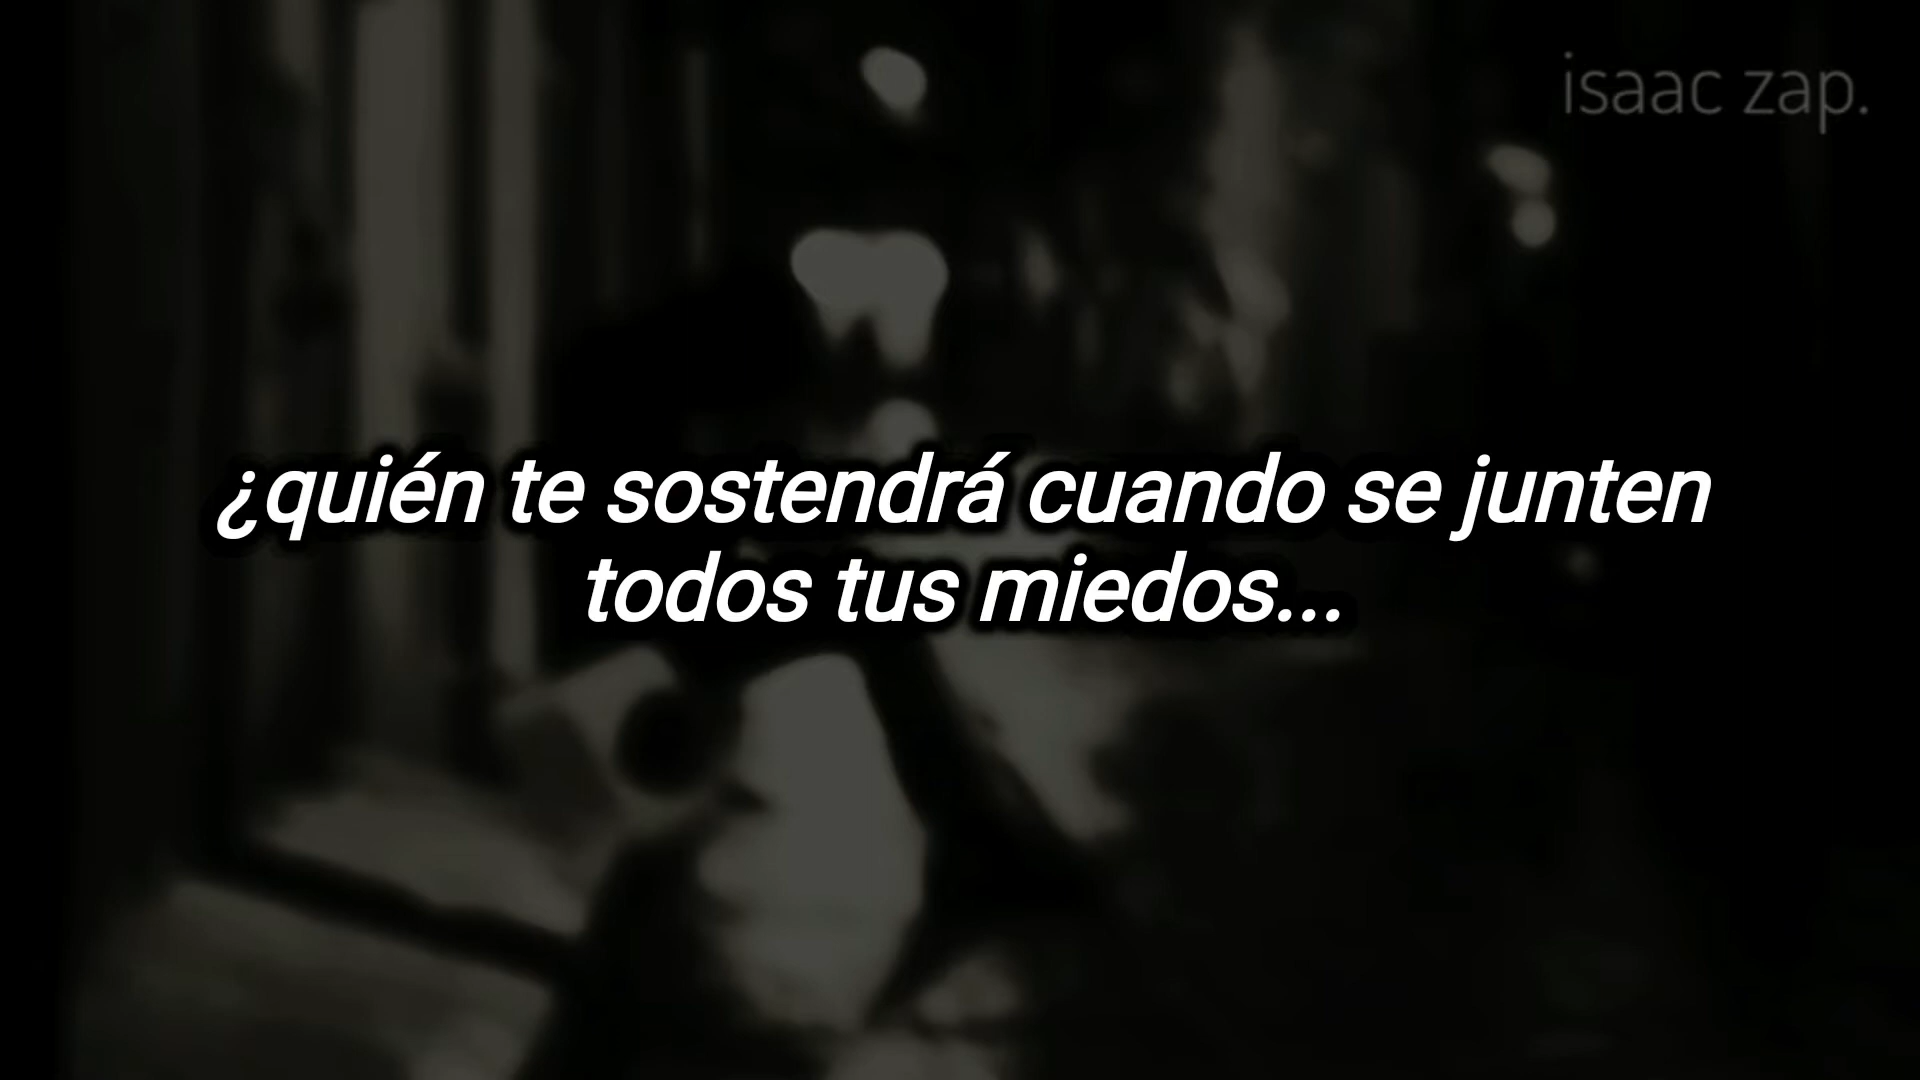 isaac zap.
¿quién te sostendrá cuando se junten
todos tus miedos...